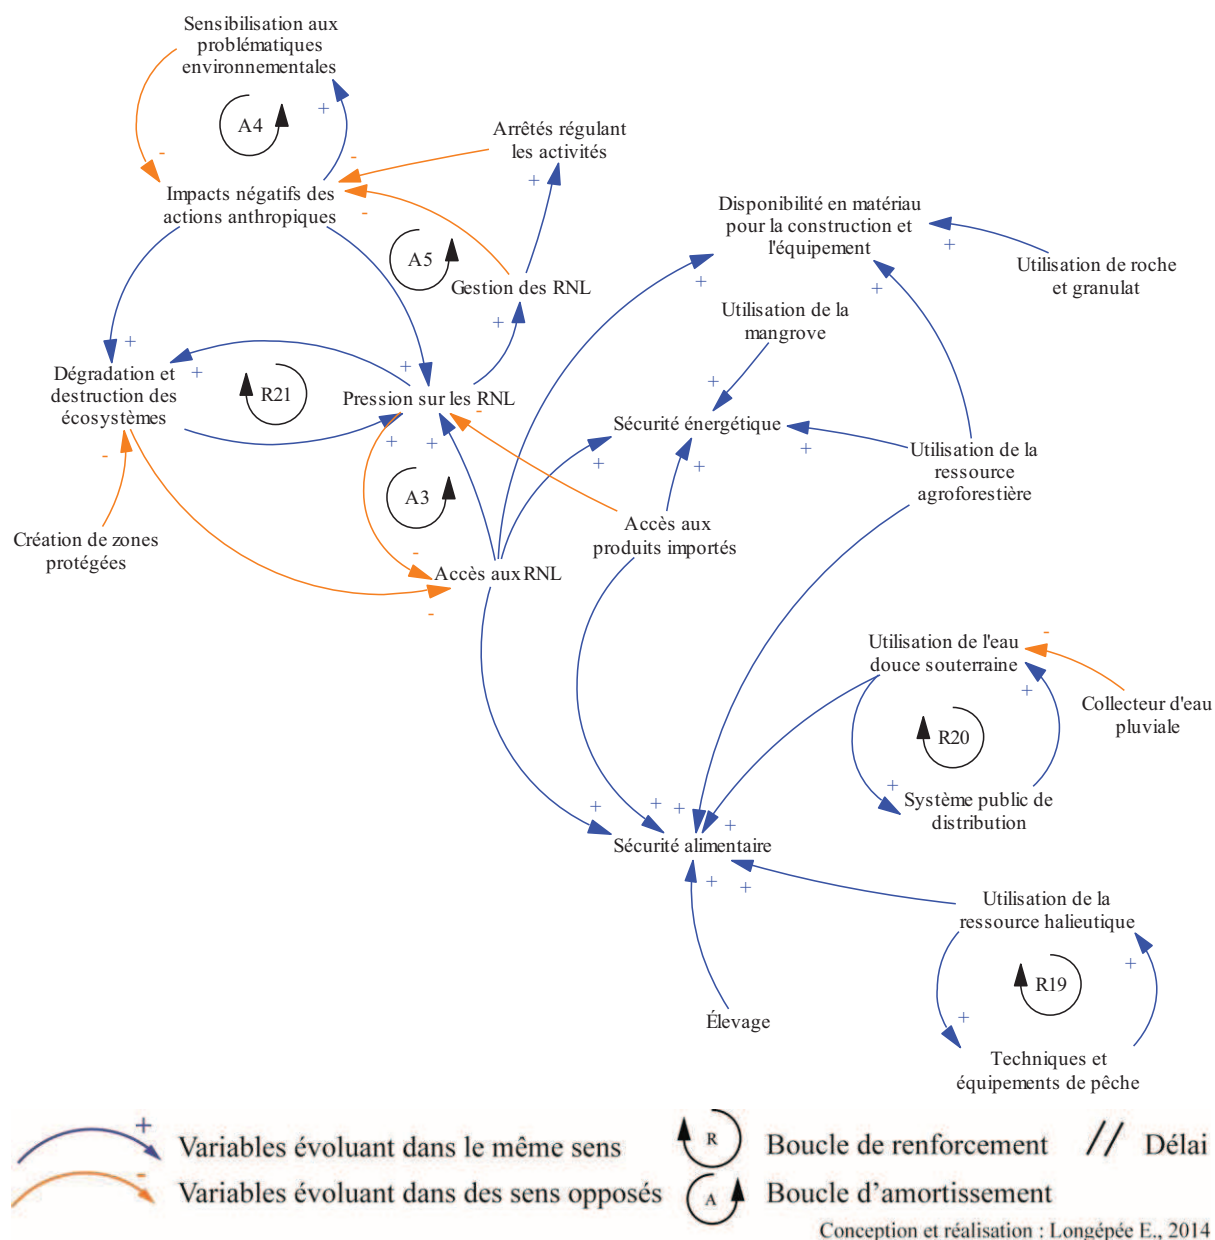 Sensibilisation aux
problématiques
environnementales
A4
+
-
Arrêtés régulant
les activités
-
+
Impacts négatifs des
actions anthropiques
-
A5
Gestion des RNL
+
Disponibilité en matériau
pour la construction et
l'équipement
+
+
+
Utilisation de roche
et granulat
Utilisation de la
mangrove
+
+
+
+
Dégradation et
destruction des
écosystèmes
R21
Pression sur les RNL
-
+
+
-
Sécurité énergétique
+
+
+
Utilisation de la
ressource
agroforestière
A3
Création de zones
protégées
Accès aux
produits importés
-
Accès aux RNL
-
Utilisation de l'eau
douce souterraine
-
+
Collecteur d'eau
pluviale
R20
+
Système public de
distribution
+
+
+
+
Sécurité alimentaire
+
+
Utilisation de la
ressource halieutique
+
R19
+
Élevage
Techniques et
équipements de pêche
+
Variables évoluant dans le même sens
R
Boucle de renforcement
//
Délai
-
Variables évoluant dans des sens opposés
A
Boucle d'amortissement
Conception et réalisation : Longépée E., 2014